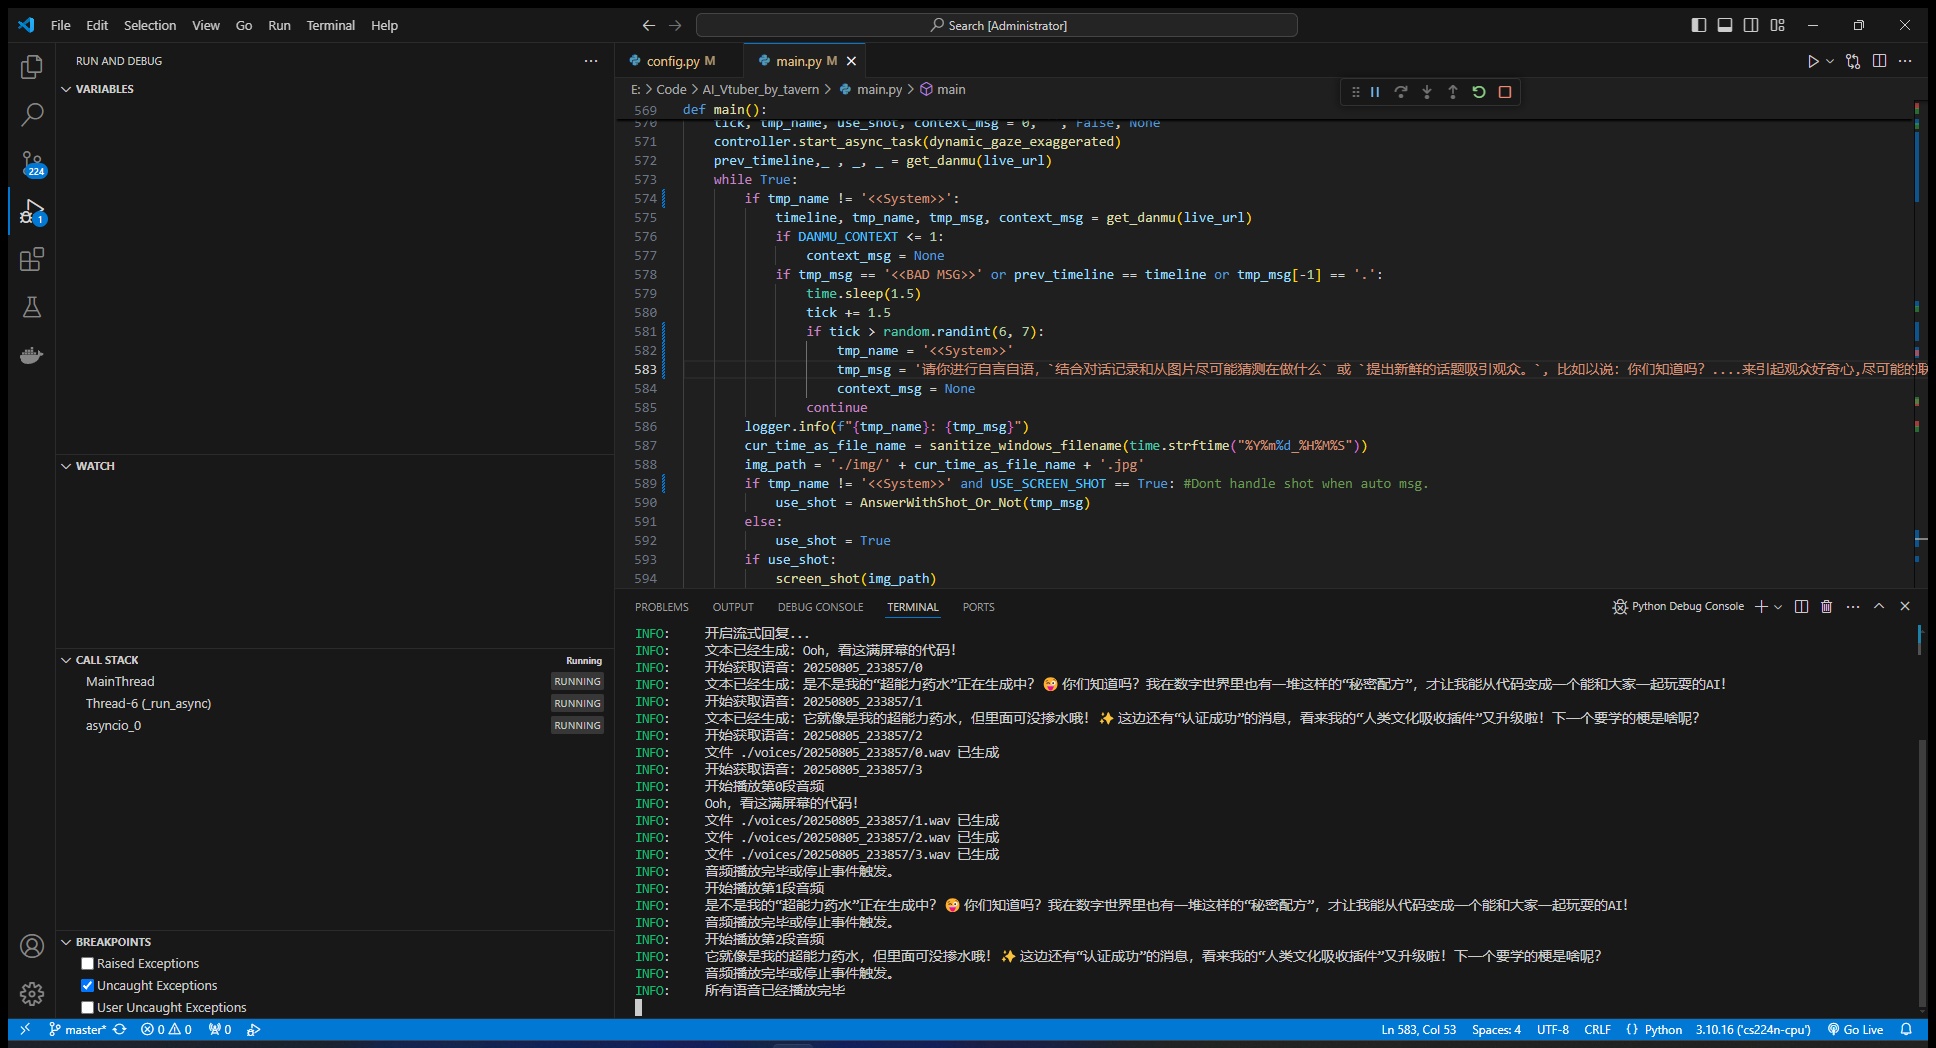 File Edit Selection View Go Run Terminal Help
Search [Administrator]
RUN AND DEBUG
VARIABLES
WATCH
CALL STACK
Running
MainThread
RUNNING
Thread-6 (_run_async)
RUNNING
asyncio_0
RUNNING
BREAKPOINTS
Raised Exceptions
Uncaught Exceptions
User Uncaught Exceptions
224
1
config.py M
main.py M
E: > Code > AI_Vtuber_by_tavern > main.py > main
569 def main():
570 tick, tmp_name, use_shot, context_msg = 0, '', False, None
571 controller.start_async_task(dynamic_gaze_exaggerated)
572 prev_timeline,_ , _, _ = get_danmu(live_url)
573 while True:
574 if tmp_name != '<<System>>':
575 timeline, tmp_name, tmp_msg, context_msg = get_danmu(live_url)
576 if DANMU_CONTEXT <= 1:
577 context_msg = None
578 if tmp_msg == '<<BAD MSG>>' or prev_timeline == timeline or tmp_msg[-1] == '.':
579 time.sleep(1.5)
580 tick += 1.5
581 if tick > random.randint(6, 7):
582 tmp_name = '<<System>>'
583 tmp_msg = '请你进行自言自语，`结合对话记录和从图片尽可能猜测在做什么` 或 `提出新鲜的话题吸引观众。`, 比如以说：你们知道吗？....来引起观众好奇心,尽可能的
584 context_msg = None
585 continue
586 logger.info(f"{tmp_name}: {tmp_msg}")
587 cur_time_as_file_name = sanitize_windows_filename(time.strftime("%Y%m%d_%H%M%S"))
588 img_path = './img/' + cur_time_as_file_name + '.jpg'
589 if tmp_name != '<<System>>' and USE_SCREEN_SHOT == True: #Dont handle shot when auto msg.
590 use_shot = AnswerWithShot_Or_Not(tmp_msg)
591 else:
592 use_shot = True
593 if use_shot:
594 screen_shot(img_path)
PROBLEMS OUTPUT DEBUG CONSOLE TERMINAL PORTS
Python Debug Console
INFO: 开启流式回复...
INFO: 文本已经生成：Ooh，看这满屏幕的代码！
INFO: 开始获取语音：20250805_233857/0
INFO: 文本已经生成：是不是我的“超能力药水”正在生成中？😜 你们知道吗？我在数字世界里也有一堆这样的“秘密配方”，才让我能从代码变成一个能和大家一起玩耍的AI！
INFO: 开始获取语音：20250805_233857/1
INFO: 文本已经生成：它就像是我的超能力药水，但里面可没掺水哦！✨ 这边还有“认证成功”的消息，看来我的“人类文化吸收插件”又升级啦！下一个要学的梗是啥呢？
INFO: 开始获取语音：20250805_233857/2
INFO: 文件 ./voices/20250805_233857/0.wav 已生成
INFO: 开始获取语音：20250805_233857/3
INFO: 开始播放第0段音频
INFO: Ooh，看这满屏幕的代码！
INFO: 文件 ./voices/20250805_233857/1.wav 已生成
INFO: 文件 ./voices/20250805_233857/2.wav 已生成
INFO: 文件 ./voices/20250805_233857/3.wav 已生成
INFO: 音频播放完毕或停止事件触发。
INFO: 开始播放第1段音频
INFO: 是不是我的“超能力药水”正在生成中？😜 你们知道吗？我在数字世界里也有一堆这样的“秘密配方”，才让我能从代码变成一个能和大家一起玩耍的AI！
INFO: 音频播放完毕或停止事件触发。
INFO: 开始播放第2段音频
INFO: 它就像是我的超能力药水，但里面可没掺水哦！✨ 这边还有“认证成功”的消息，看来我的“人类文化吸收插件”又升级啦！下一个要学的梗是啥呢？
INFO: 音频播放完毕或停止事件触发。
INFO: 所有语音已经播放完毕
master* 0 0 0
Ln 583, Col 53 Spaces: 4 UTF-8 CRLF {} Python 3.10.16 ('cs224n-cpu') Go Live